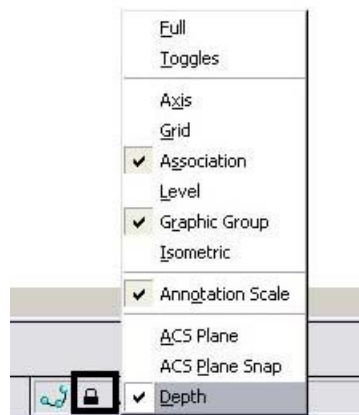 Full
Toggles
Axis
Grid
Association
Level
Graphic Group
Isometric
Annotation Scale
ACS Plane
ACS Plane Snap
Depth